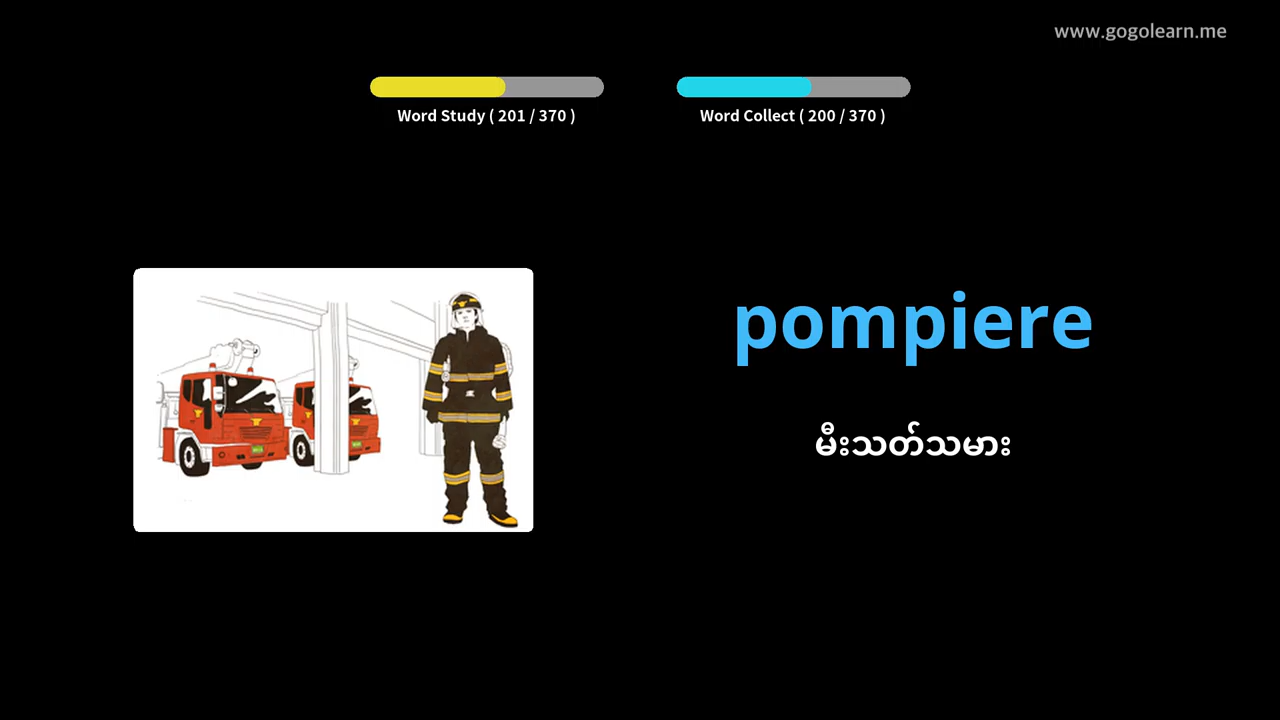 www.gogolearn.me
Word Study ( 201 / 370 )
Word Collect ( 200 / 370 )
pompiere
မီးသတ်သမား